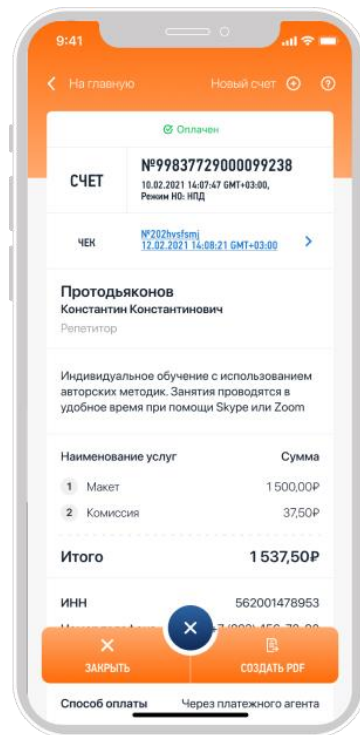 9:41
На главную Новый счет
Оплачен
СЧЕТ
№99837729000099238
10.02.2021 14:07:47 GMT+03:00,
Режим НО: НПД
ЧЕК
№202hvsfsmj
12.02.2021 14:08:21 GMT+03:00
Протодьяконов
Константин Константинович
Репетитор
Индивидуальное обучение с использованием
авторских методик. Занятия проводятся в
удобное время при помощи Skype или Zoom
Наименование услуг Сумма
1 Макет 1 500,00₽
2 Комиссия 37,50₽
Итого 1 537,50₽
ИНН 562001478953
ЗАКРЫТЬ СОЗДАТЬ PDF
Способ оплаты Через платежного агента